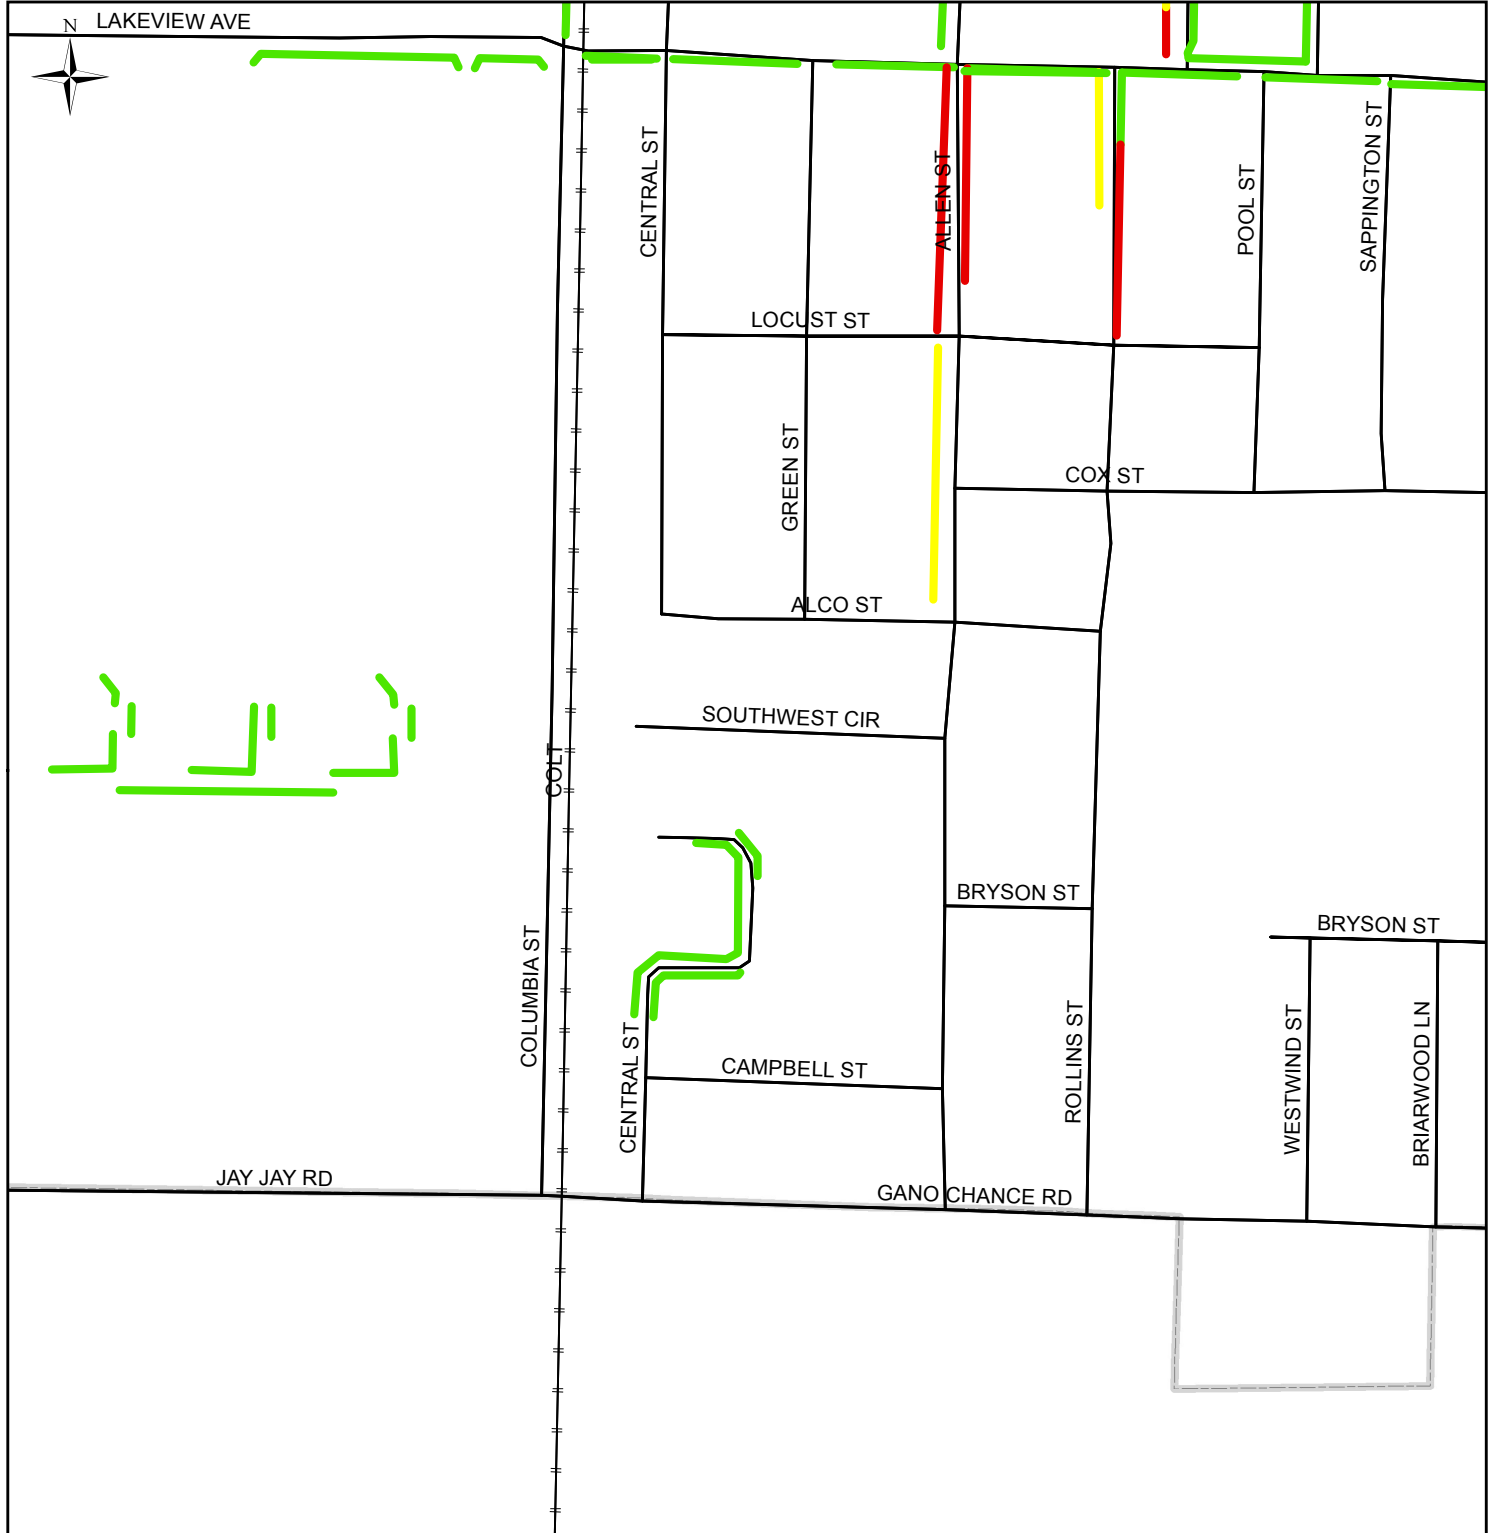 LAKEVIEW AVE
N
CENTRAL ST
ALLEN ST
POOL ST
SAPPINGTON ST
LOCUST ST
GREEN ST
COX ST
ALCO ST
SOUTHWEST CIR
COLT
BRYSON ST
BRYSON ST
COLUMBIA ST
CENTRAL ST
CAMPBELL ST
ROLLINS ST
WESTWIND ST
BRIARWOOD LN
JAY JAY RD
GANO CHANCE RD